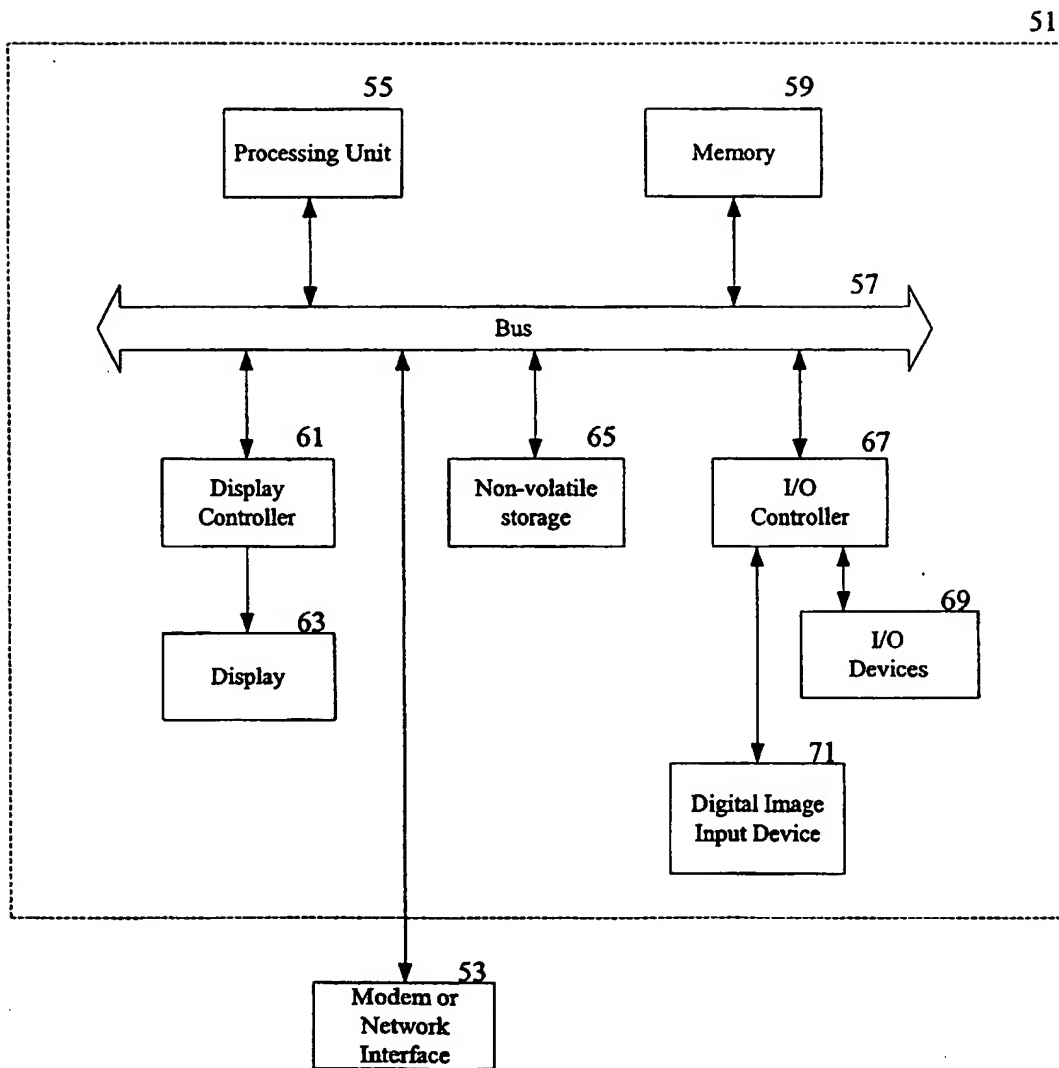 51
55
59
Processing Unit
Memory
57
Bus
61
65
67
Display
Controller
Non-volatile
storage
I/O
Controller
63
Display
69
I/O
Devices
71
Digital Image
Input Device
53
Modem or
Network
Interface